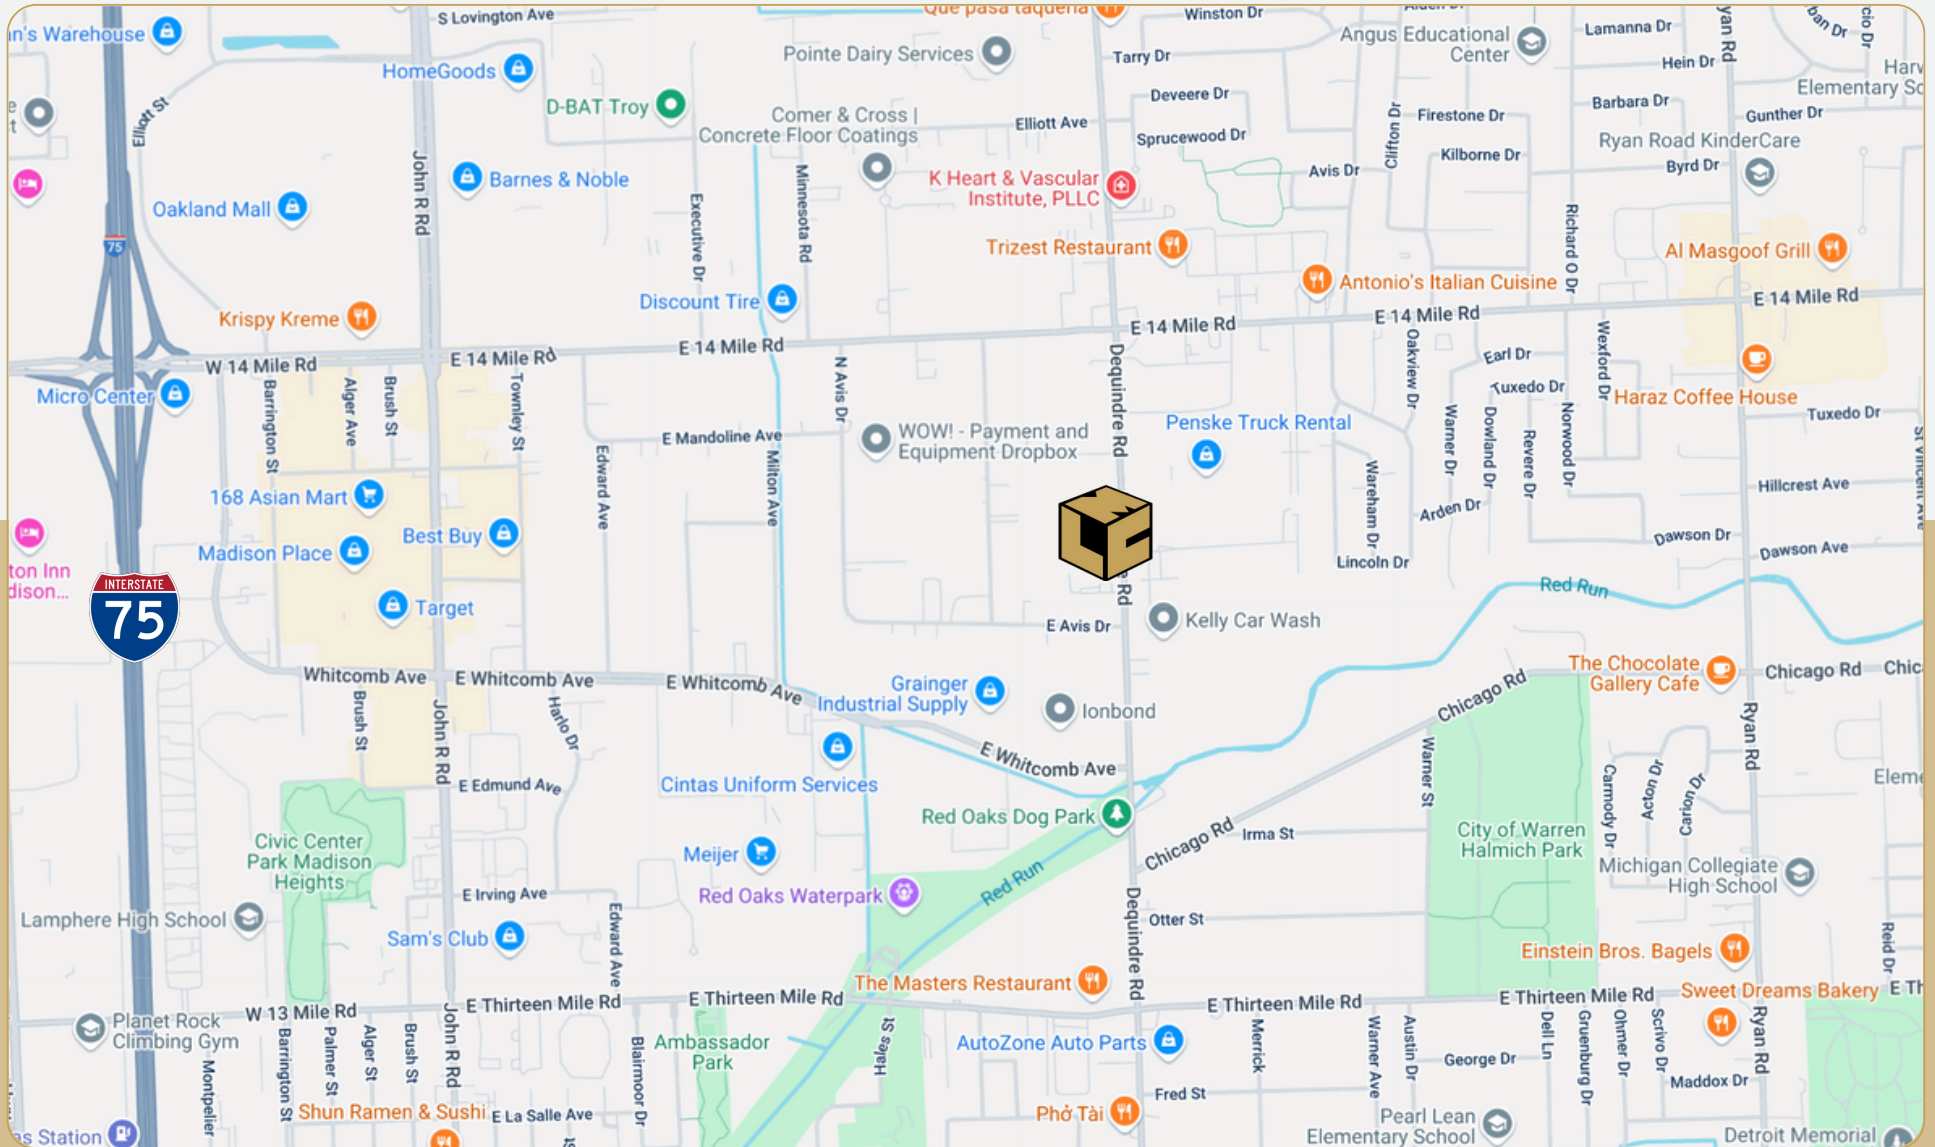 S Lovington Ave
Que pasa taqueria
Winston Dr
Lamanna Dr
n's Warehouse
HomeGoods
Pointe Dairy Services
Tarry Dr
Angus Educational
Center
Hein Dr
D-BAT Troy
Elliott St
Comer & Cross |
Concrete Floor Coatings
Elliott Ave
Deveere Dr
Sprucewood Dr
Clifton Dr
Firestone Dr
Barbara Dr
Gunther Dr
Elementary Sc
Kilborne Dr
Ryan Road KinderCare
Byrd Dr
Avis Dr
Barnes & Noble
John R Rd
K Heart & Vascular
Institute, PLLC
Oakland Mall
Executive Dr
Minnesota Rd
Richard O Dr
75
Trizest Restaurant
Al Masgoof Grill
Antonio's Italian Cuisine
Discount Tire
Krispy Kreme
E 14 Mile Rd
E 14 Mile Rd
E 14 Mile Rd
E 14 Mile Rd
E 14 Mile Rd
W 14 Mile Rd
Micro Center
Barrington St
Alger Ave
Brush St
Townley St
N Avis Dr
Dequindre Rd
Oakview Dr
Earl Dr
Tuxedo Dr
Wexford Dr
Haraz Coffee House
Tuxedo Dr
Penske Truck Rental
WOW! - Payment and
Equipment Dropbox
E Mandoline Ave
Edward Ave
Milton Ave
Wareham Dr
Warner Dr
Dowland Dr
Revere Dr
Norwood Dr
Hillcrest Ave
St Vincent Ave
168 Asian Mart
Best Buy
Madison Place
Arden Dr
Dawson Dr
Dawson Ave
Lincoln Dr
ton Inn
dison...
INTERSTATE
75
Target
Rd
Red Run
E Avis Dr
Kelly Car Wash
Whitcomb Ave
E Whitcomb Ave
E Whitcomb Ave
Grainger
Industrial Supply
Ionbond
Chicago Rd
The Chocolate
Gallery Cafe
Chicago Rd
Chic
Brush St
John R Rd
Harlo Dr
Ryan Rd
Cintas Uniform Services
E Whitcomb Ave
Warner St
E Edmund Ave
Carmody Dr
Acton Dr
Carion Dr
Eleme
Red Oaks Dog Park
Chicago Rd
Irma St
City of Warren
Halmich Park
Civic Center
Park Madison
Heights
Meijer
Red Oaks Waterpark
Red Run
Michigan Collegiate
High School
E Irving Ave
Lamphere High School
Sam's Club
Edward Ave
Dequindre Rd
Otter St
Einstein Bros. Bagels
Reid Dr
The Masters Restaurant
Sweet Dreams Bakery
E Th
W 13 Mile Rd
E Thirteen Mile Rd
E Thirteen Mile Rd
E Thirteen Mile Rd
E Thirteen Mile Rd
Planet Rock
Climbing Gym
Montpelier
Barrington St
Palmer St
Alger St
Brush St
John R Rd
Blairmoor Dr
Ambassador
Park
Hales St
AutoZone Auto Parts
Merrick
Warner Ave
Austin Dr
George Dr
Dell Ln
Gruenburg Dr
Ohmer Dr
Scrivo Dr
Maddox Dr
Ryan Rd
Shun Ramen & Sushi
E La Salle Ave
Phở Tài
Fred St
Pearl Lean
Elementary School
Detroit Memorial
as Station